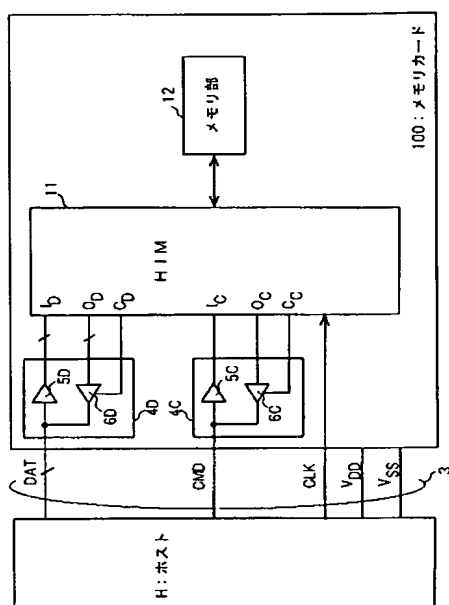 100:メモリカード
12
メモリ部
11
HIM
ID
OD
CD
IC
OC
CC
5D
6D
4D
5C
6C
4C
DAT
CMD
CLK
VDD
VSS
3
H:ホスト